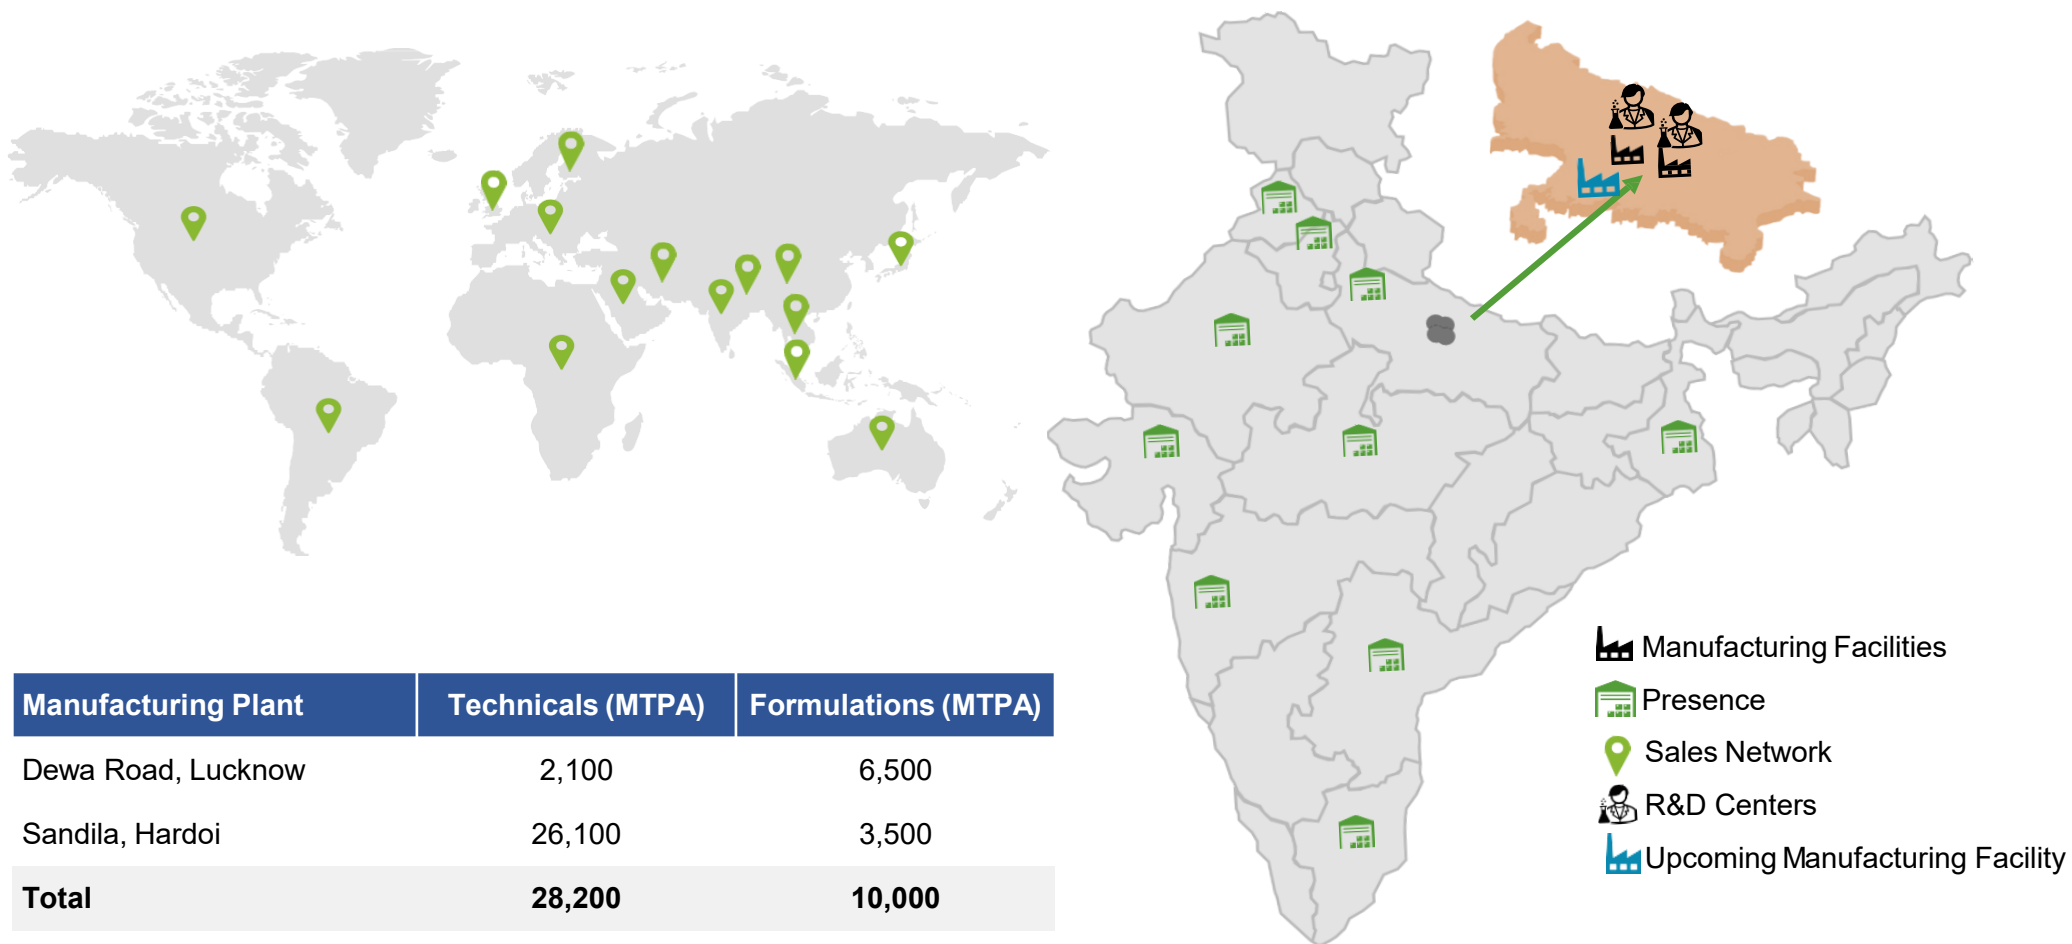 Manufacturing Plant Technicals (MTPA) Formulations (MTPA)
Dewa Road, Lucknow 2,100 6,500
Sandila, Hardoi 26,100 3,500
Total 28,200 10,000
Manufacturing Facilities
Presence
Sales Network
R&D Centers
Upcoming Manufacturing Facility